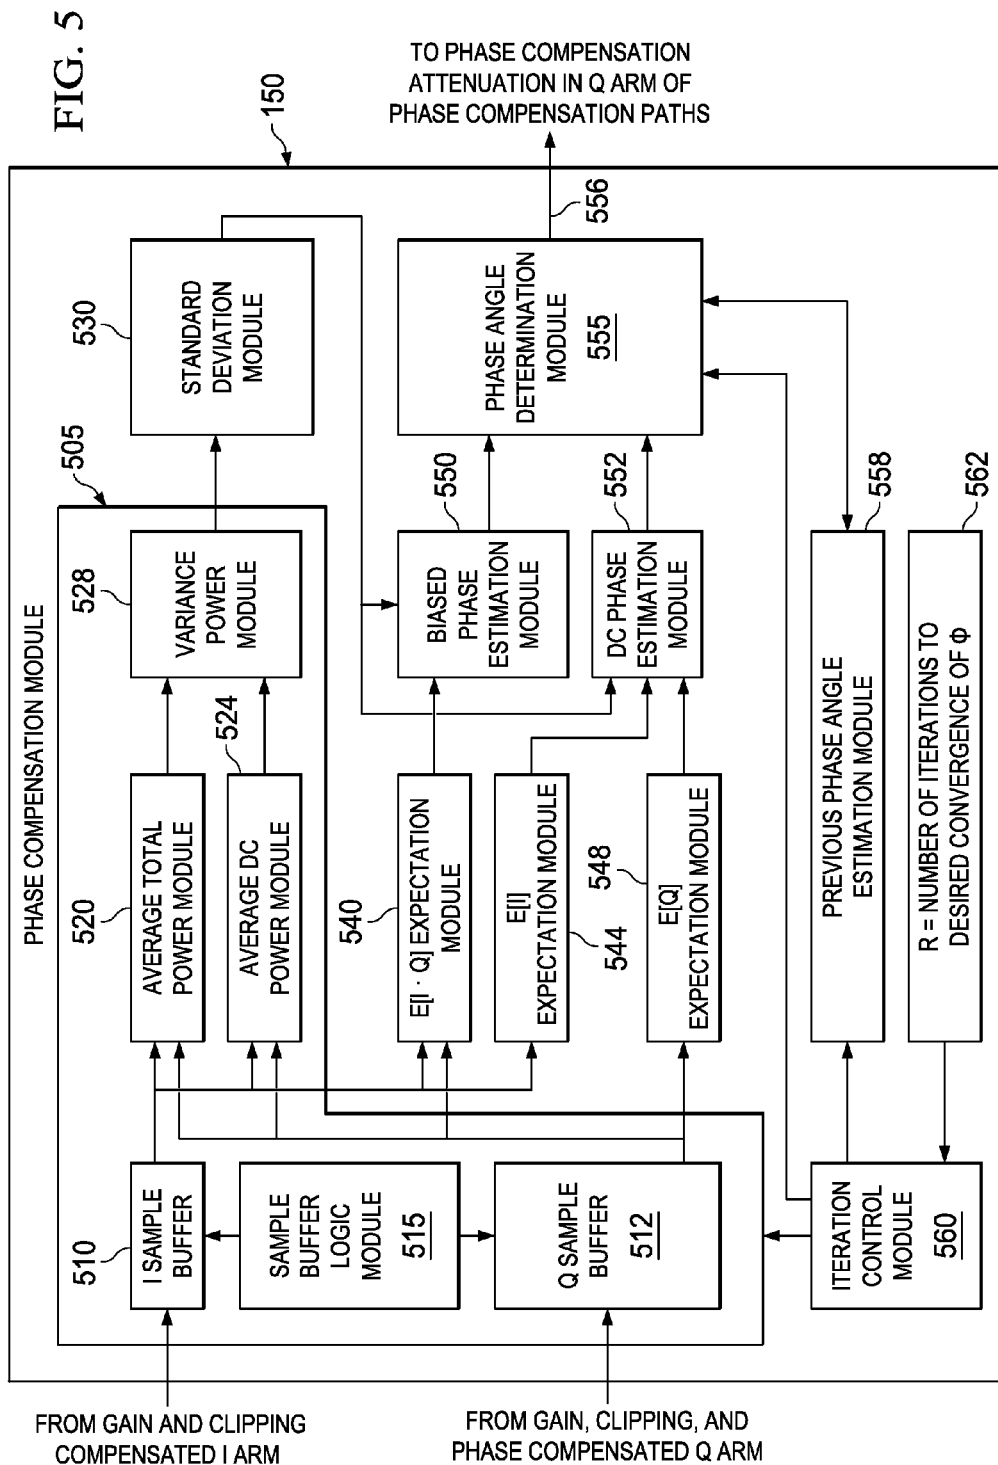 FIG. 5
PHASE COMPENSATION MODULE
150
505
510
I SAMPLE
BUFFER
SAMPLE
BUFFER
LOGIC
MODULE
515
Q SAMPLE
BUFFER
512
520
AVERAGE TOTAL
POWER MODULE
524
AVERAGE DC
POWER MODULE
528
VARIANCE
POWER
MODULE
530
STANDARD
DEVIATION
MODULE
540
E[I · Q] EXPECTATION
MODULE
E[I]
EXPECTATION MODULE
544
548
E[Q]
EXPECTATION MODULE
550
BIASED
PHASE
ESTIMATION
MODULE
552
DC PHASE
ESTIMATION
MODULE
PHASE ANGLE
DETERMINATION
MODULE
555
556
TO PHASE COMPENSATION
ATTENUATION IN Q ARM OF
PHASE COMPENSATION PATHS
PREVIOUS PHASE ANGLE
ESTIMATION MODULE
558
R = NUMBER OF ITERATIONS TO
DESIRED CONVERGENCE OF Φ
562
ITERATION
CONTROL
MODULE
560
FROM GAIN AND CLIPPING
COMPENSATED I ARM
FROM GAIN, CLIPPING, AND
PHASE COMPENSATED Q ARM